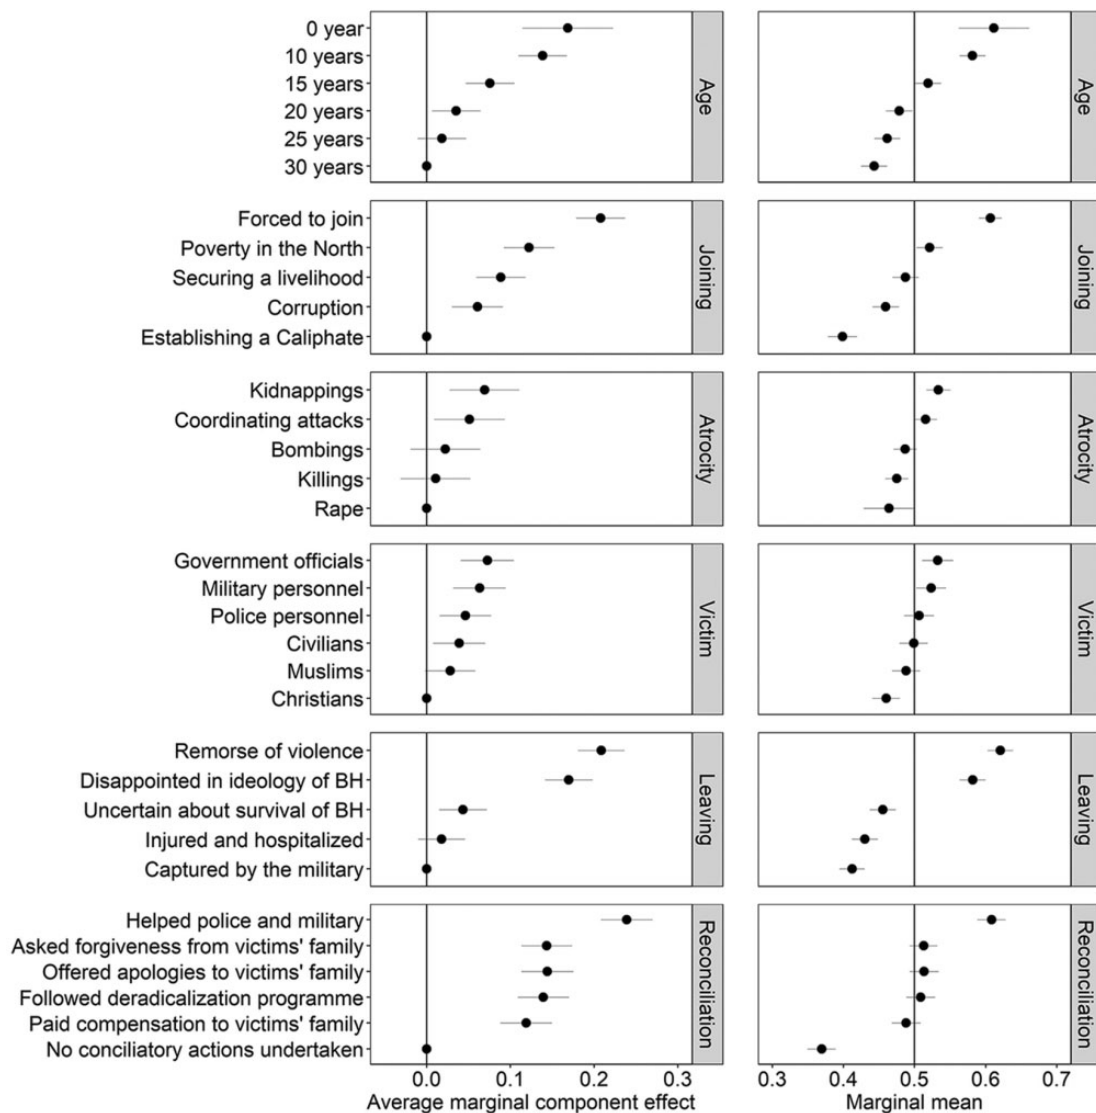 0 year
10 years
15 years
20 years
25 years
30 years
Age
Age
Forced to join
Poverty in the North
Securing a livelihood
Corruption
Establishing a Caliphate
Joining
Joining
Kidnappings
Coordinating attacks
Bombings
Killings
Rape
Atrocity
Atrocity
Government officials
Military personnel
Police personnel
Civilians
Muslims
Christians
Victim
Victim
Remorse of violence
Disappointed in ideology of BH
Uncertain about survival of BH
Injured and hospitalized
Captured by the military
Leaving
Leaving
Helped police and military
Asked forgiveness from victims' family
Offered apologies to victims' family
Followed deradicalization programme
Paid compensation to victims' family
No conciliatory actions undertaken
Reconciliation
Reconciliation
0.0 0.1 0.2 0.3
Average marginal component effect
0.3 0.4 0.5 0.6 0.7
Marginal mean